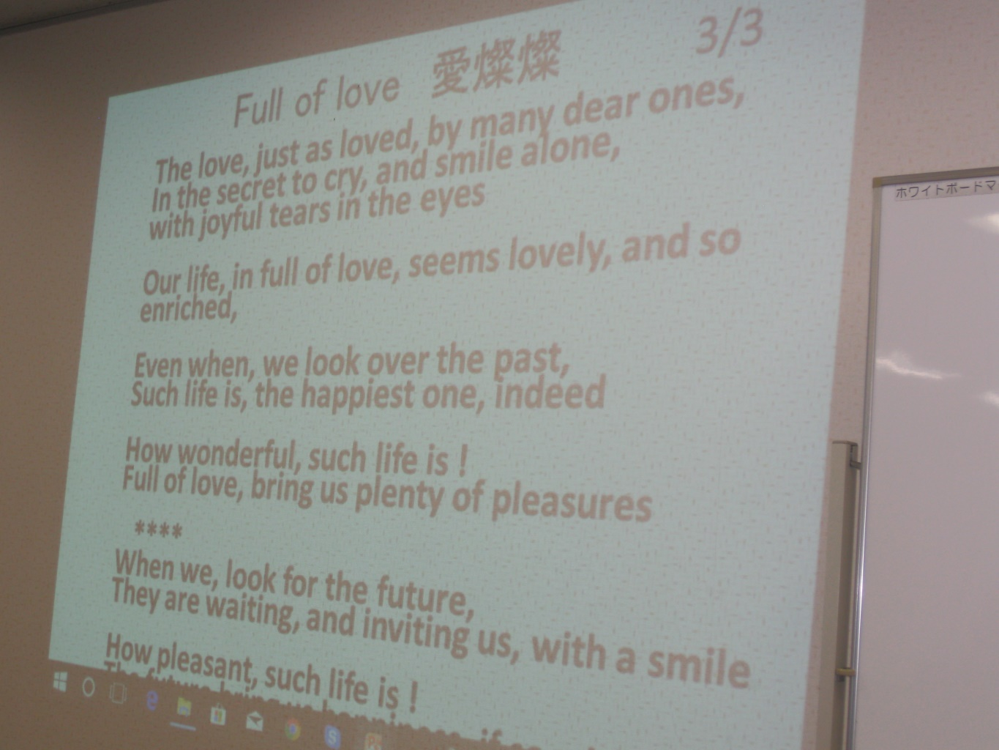 Full of love 愛燦燦 3/3
The love, just as loved, by many dear ones,
In the secret to cry, and smile alone,
with joyful tears in the eyes
Our life, in full of love, seems lovely, and so
enriched,
Even when, we look over the past,
Such life is, the happiest one, indeed
How wonderful, such life is !
Full of love, bring us plenty of pleasures
****
When we, look for the future,
They are waiting, and inviting us, with a smile
How pleasant, such life is !
ホワイトボードマ